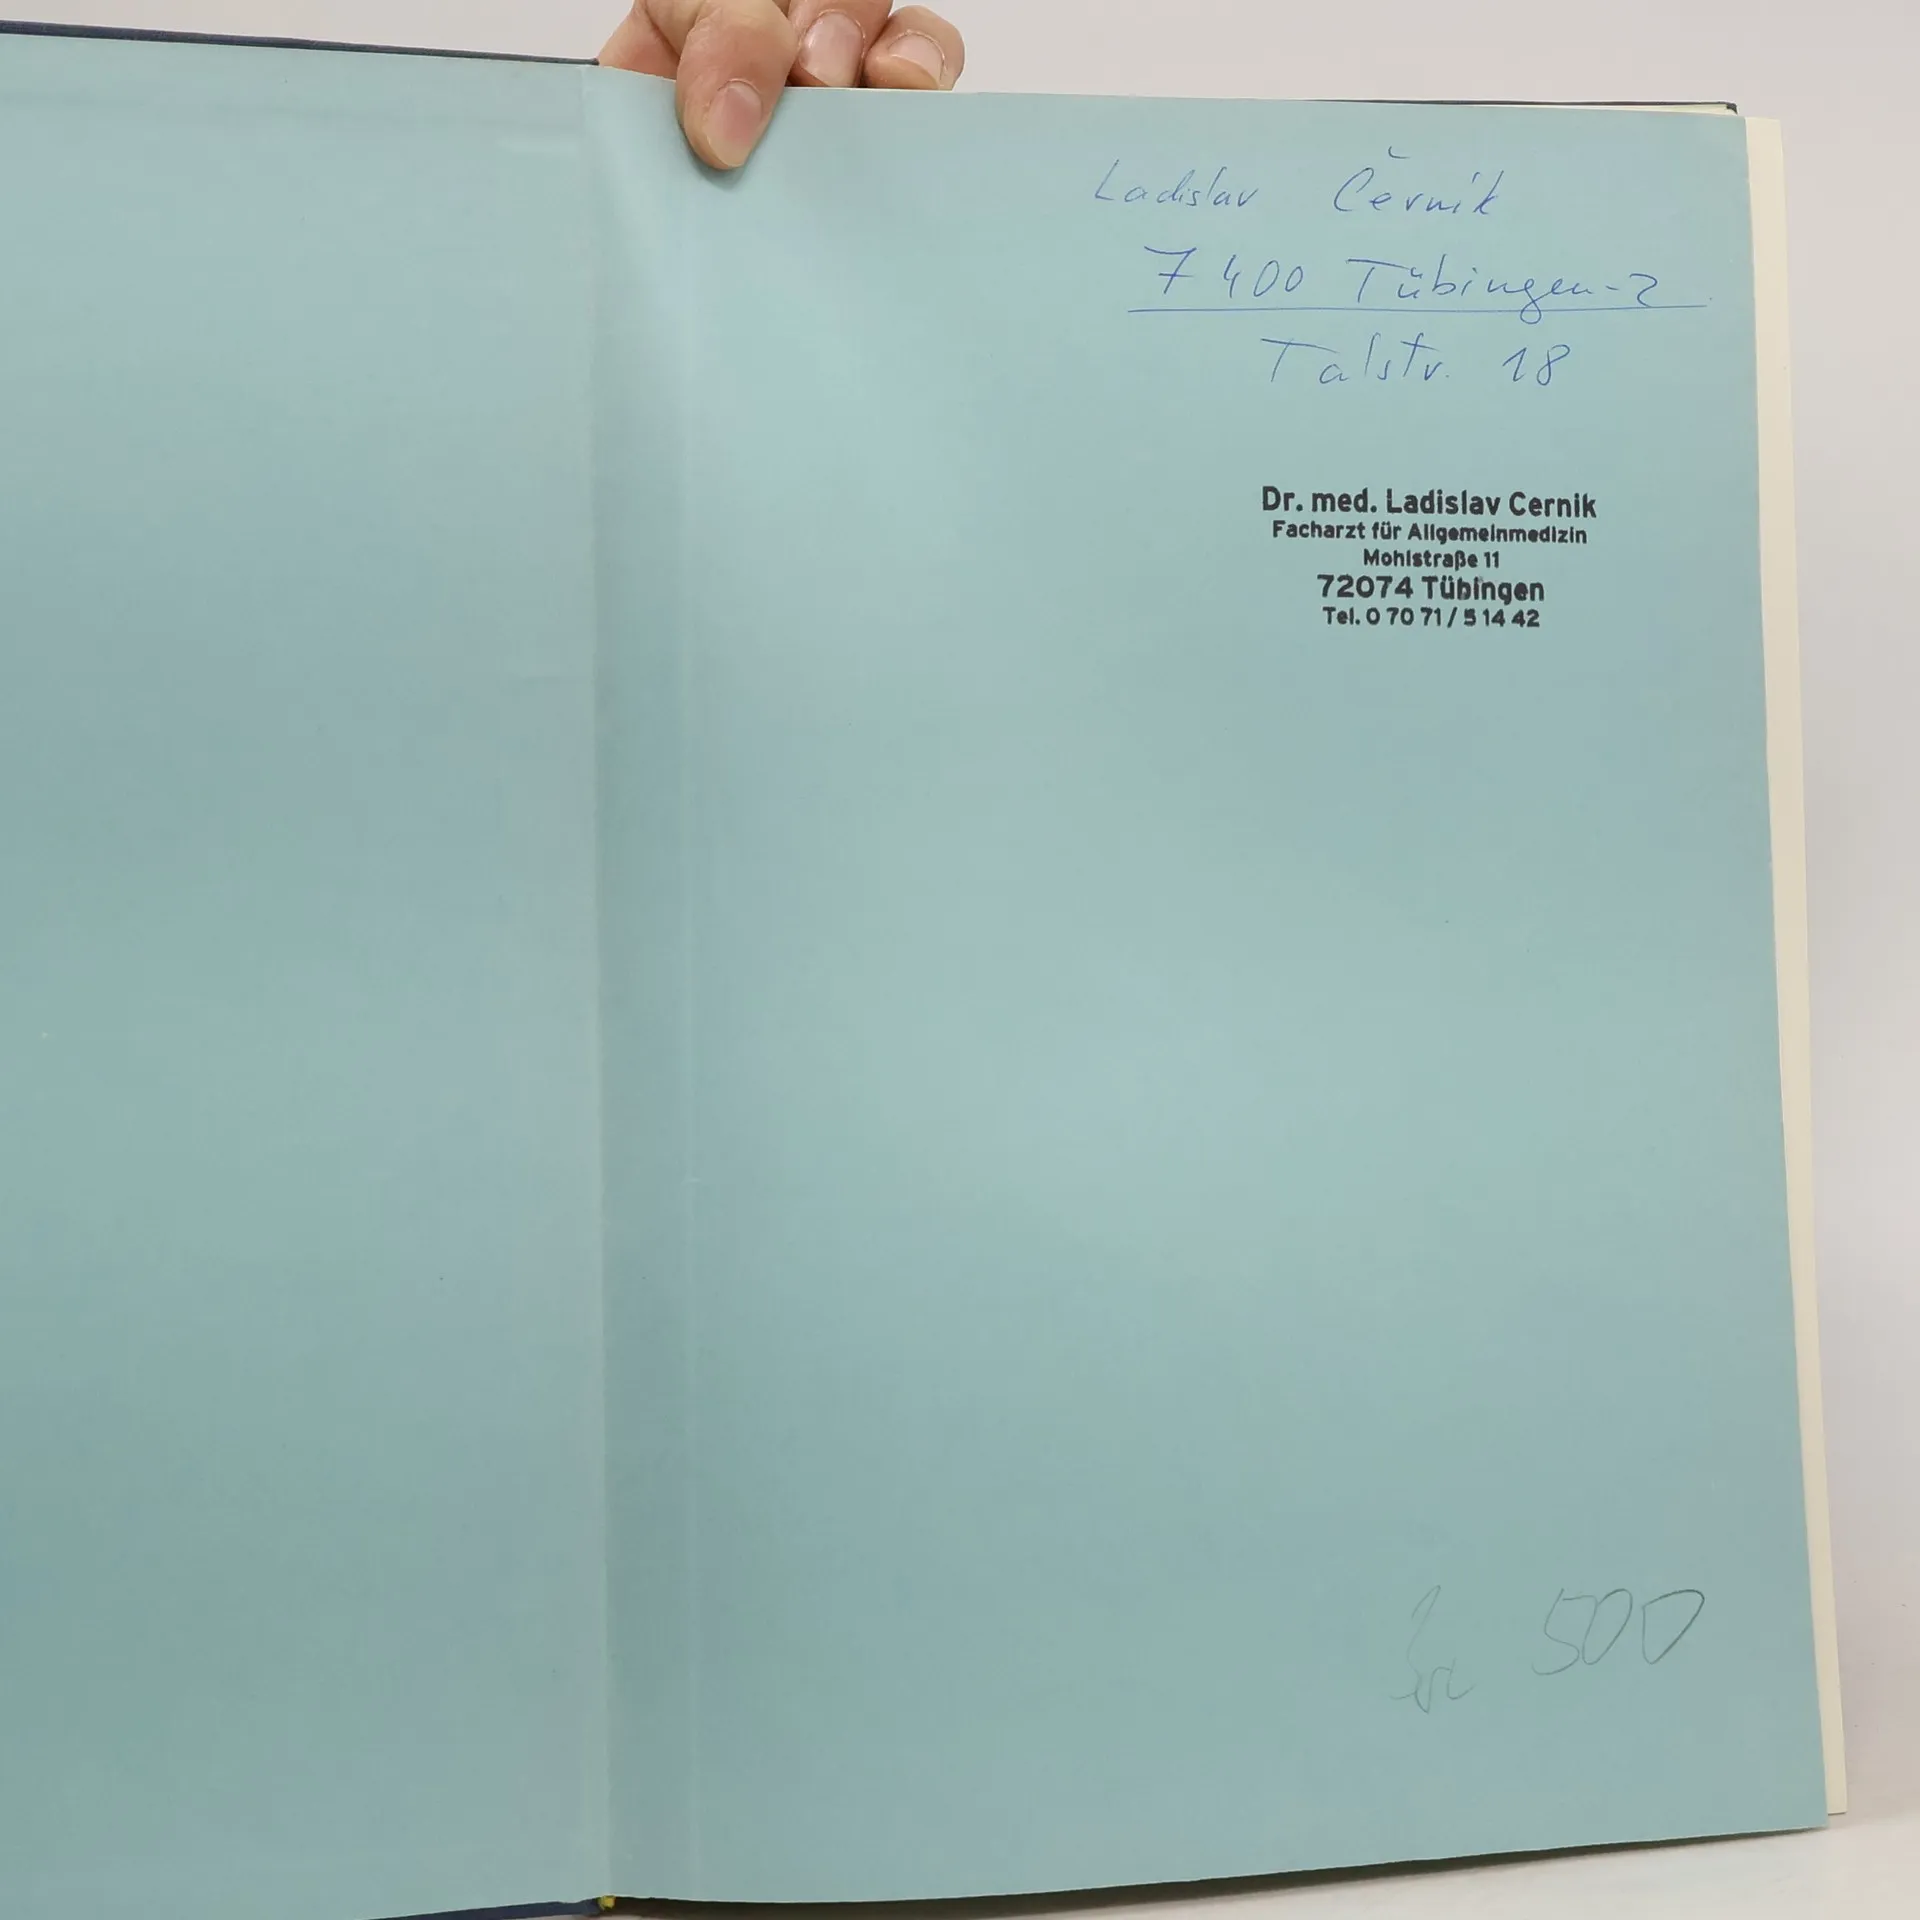 Ladislav Černík
7400 Tübingen-2
Talstr. 18
Dr. med. Ladislav Cernik
Facharzt für Allgemeinmedizin
Mohlstraße 11
72074 Tübingen
Tel. 0 70 71 / 5 14 42
500